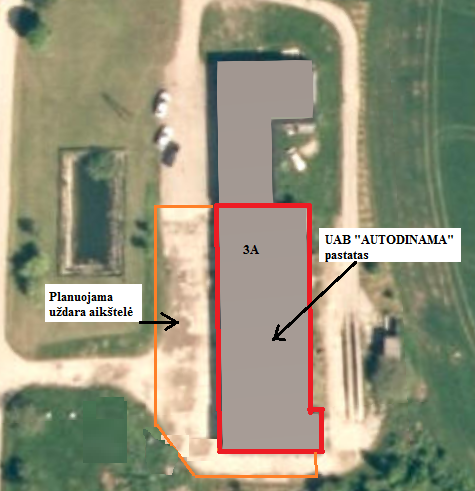 3A
UAB "AUTODINAMA"
pastatas
Planuojama
uždara aikštelė